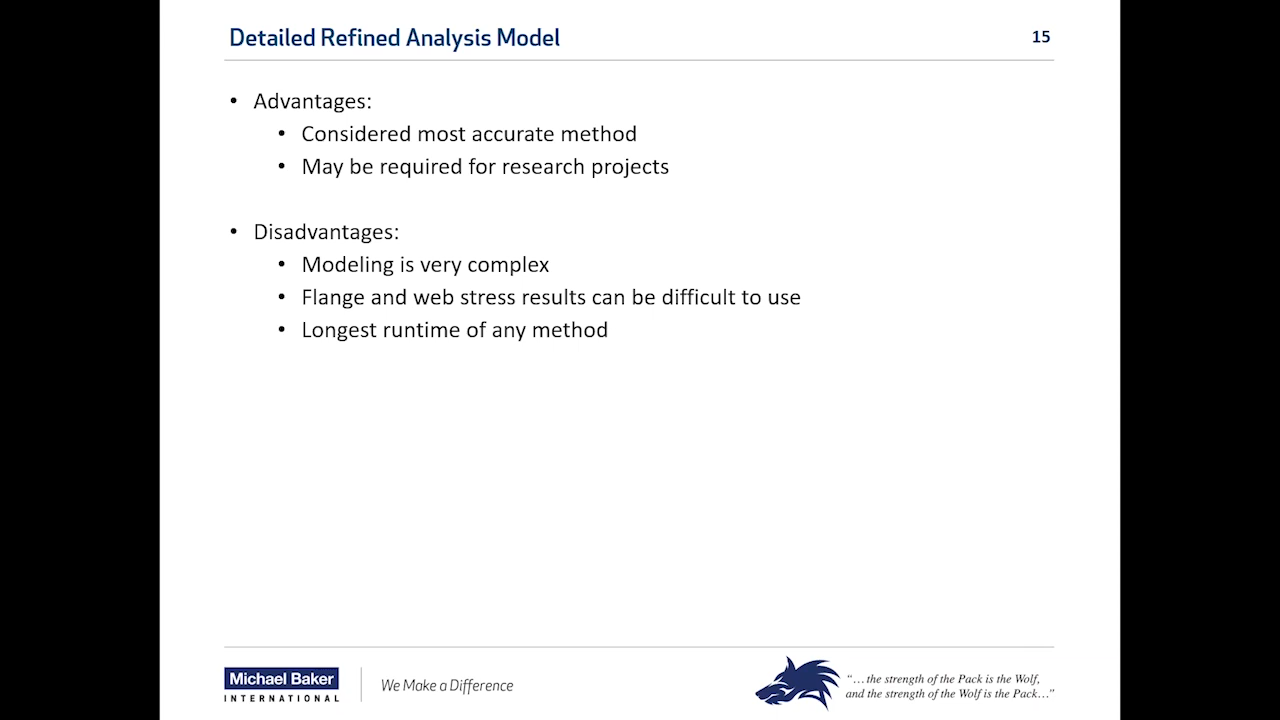 Detailed Refined Analysis Model
15
• Advantages:
• Considered most accurate method
• May be required for research projects
• Disadvantages:
• Modeling is very complex
• Flange and web stress results can be difficult to use
• Longest runtime of any method
Michael Baker
INTERNATIONAL
We Make a Difference
“… the strength of the Pack is the Wolf,
and the strength of the Wolf is the Pack…”